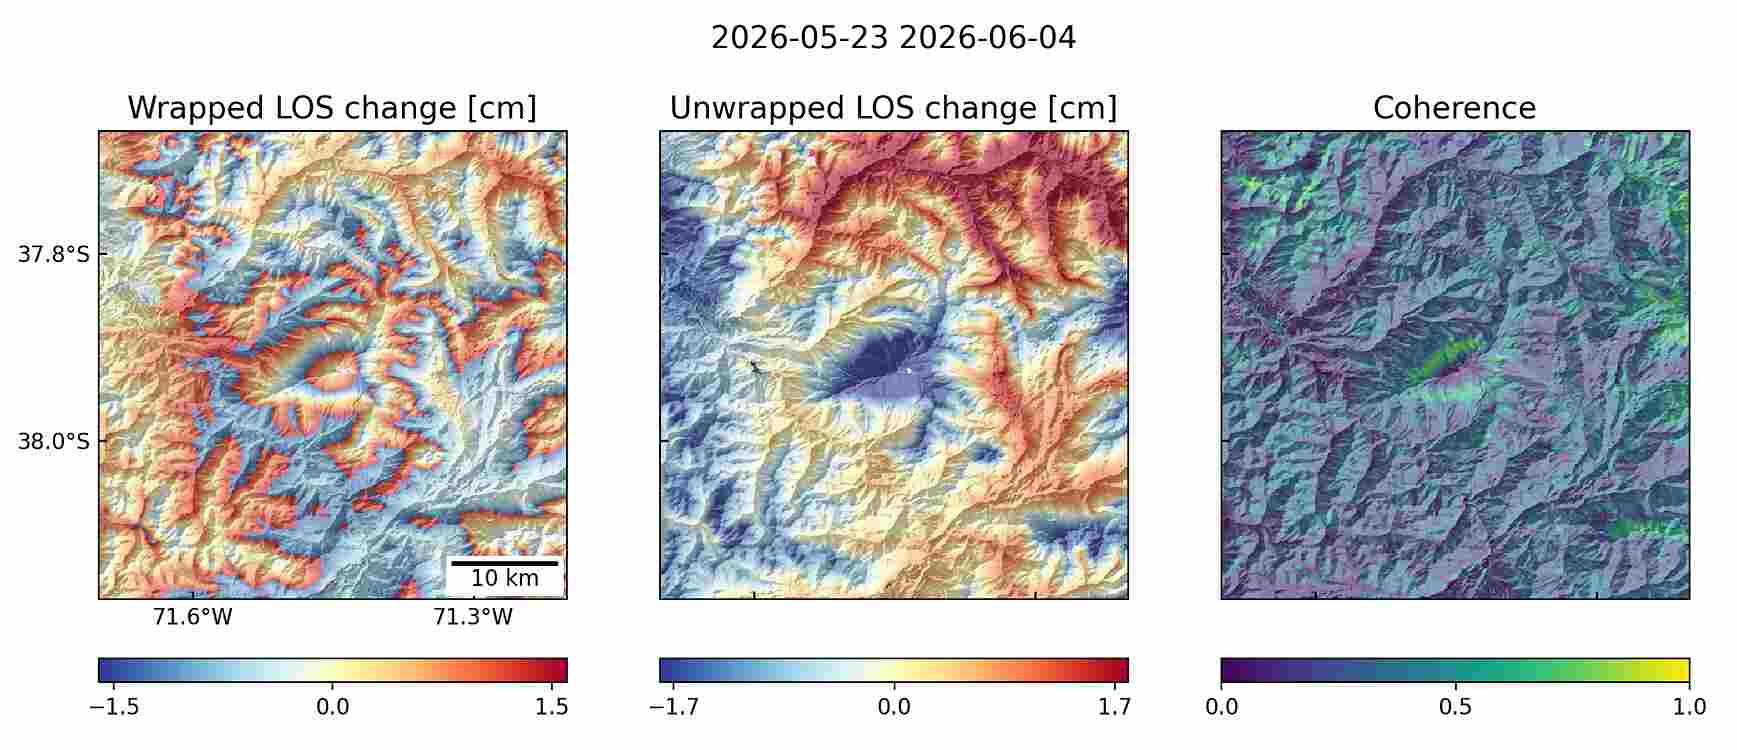 2026-05-23 2026-06-04
Wrapped LOS change [cm]
Unwrapped LOS change [cm]
Coherence
37.8°S
38.0°S
10 km
71.6°W
71.3°W
−1.5
0.0
1.5
−1.7
0.0
1.7
0.0
0.5
1.0